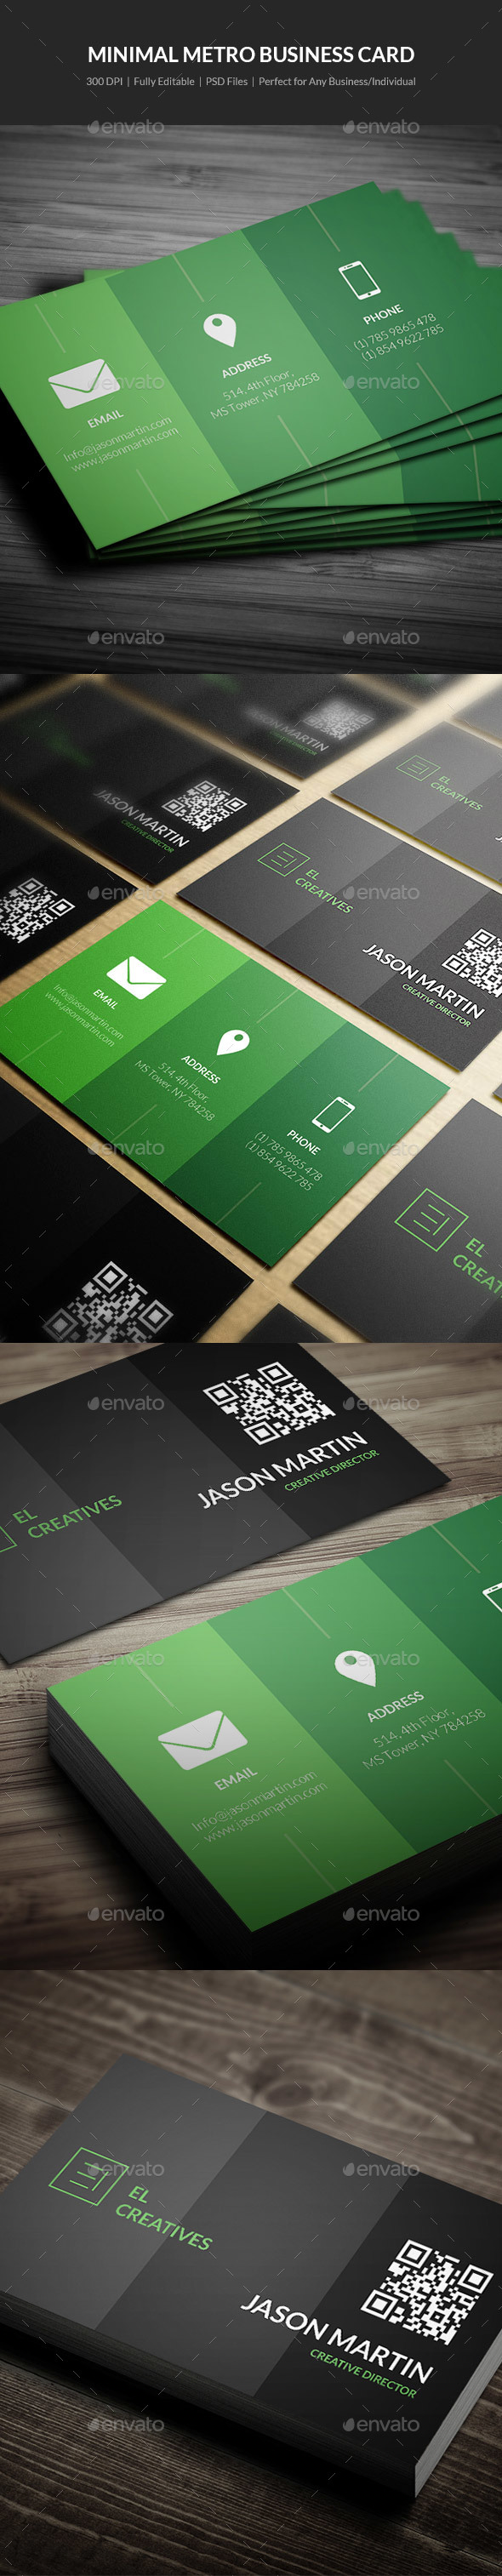 MINIMAL METRO BUSINESS CARD
300 DPI | Fully Editable | PSD Files | Perfect for Any Business/Individual
envato envato
PHONE
(1) 785 9865 478
(1) 854 9622 785
ADDRESS
514, 4th Floor,
MS Tower, NY 784258
envato envato
EMAIL
Info@jasonmartin.com
www.jasonmartin.com
envato envato
JASON MARTIN
CREATIVE DIRECTOR
EL
CREATIVES
JASON MARTIN
CREATIVE DIRECTOR
EL
CREATIVES
envato envato
JASON MARTIN
CREATIVE DIRECTOR
EMAIL
Info@jasonmartin.com
www.jasonmartin.com
ADDRESS
514, 4th Floor,
MS Tower, NY 784258
PHONE
(1) 785 9865 478
(1) 854 9622 785
envato envato
EL
envato envato
JASON MARTIN
CREATIVE DIRECTOR
EL
CREATIVES
envato envato
ADDRESS
514, 4th Floor,
MS Tower, NY 784258
EMAIL
Info@jasonmartin.com
www.jasonmartin.com
envato envato
envato envato
EL
CREATIVES
JASON MARTIN
CREATIVE DIRECTOR
envato envato